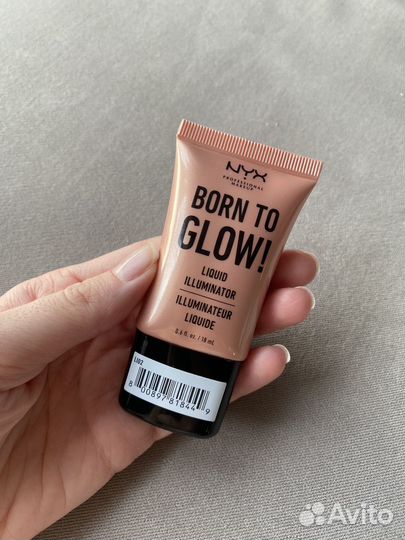 NYX
PROFESSIONAL
MAKEUP
BORN TO
GLOW!
LIQUID
ILLUMINATOR
ILLUMINATEUR
LIQUIDE
0.6 fl. oz. / 18 mL
LI02
8 00897 81844 9
Avito